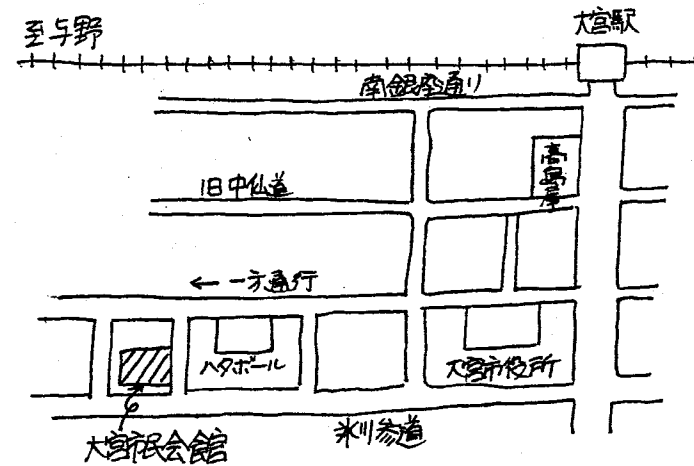 至与野
大宮駅
南銀座通り
高島屋
旧中仙道
← 一方通行
ハタボール
大宮市役所
大宮市民会館
氷川参道